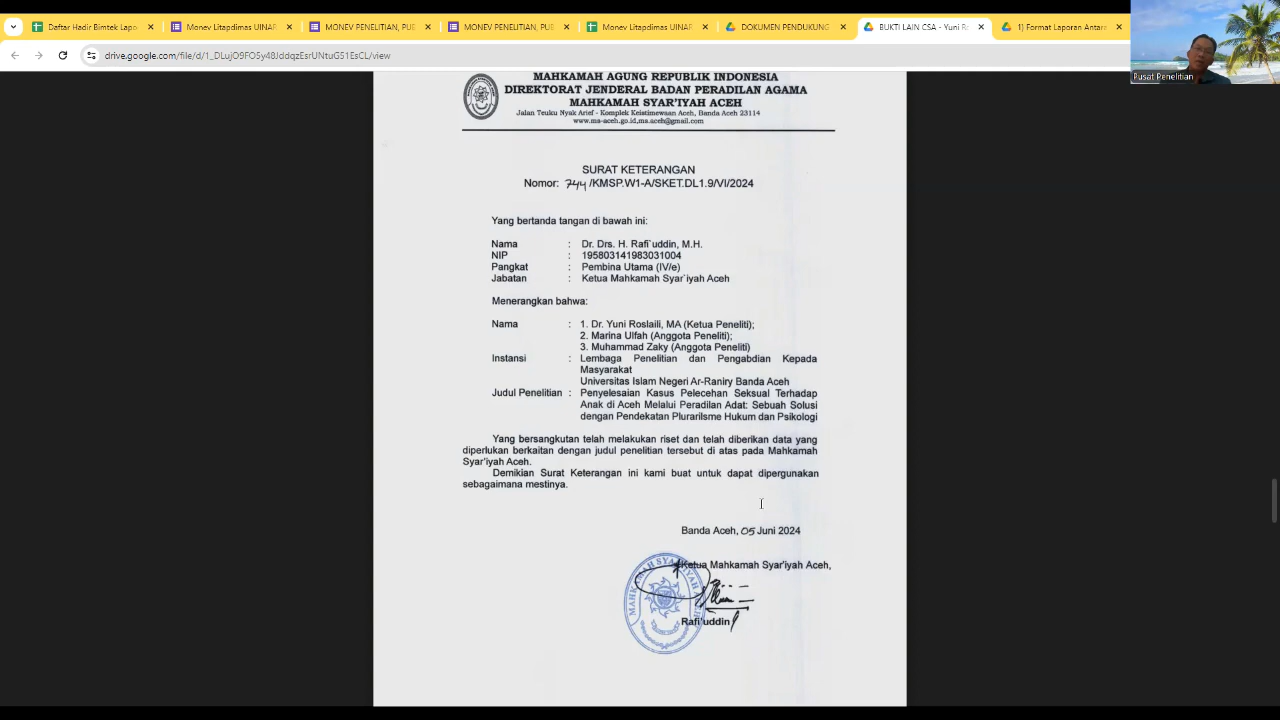 Daftar Hadir Bimtek Lapo
Monev Litapdimas UINAR
MONEV PENELITIAN, PUE
MONEV PENELITIAN, PUE
Monev Litapdimas UINAR
DOKUMEN PENDUKUNG
BUKTI LAIN CSA - Yuni Ro
1) Format Laporan Antara
drive.google.com/file/d/1_DLujO9FOSy48JddqzEsrUNtuG51EsCL/view
Pusat Penelitian
MAHKAMAH AGUNG REPUBLIK INDONESIA
DIREKTORAT JENDERAL BADAN PERADILAN AGAMA
MAHKAMAH SYAR'IYAH ACEH
Jalan Teuku Nyak Arief - Komplek Keistimewaan Aceh, Banda Aceh 23114
www.ms-aceh.go.id,ms.aceh@gmail.com
SURAT KETERANGAN
Nomor: 744 /KMSP.W1-A/SKET.DL1.9/VI/2024
Yang bertanda tangan di bawah ini:
Nama : Dr. Drs. H. Rafi`uddin, M.H.
NIP : 195803141983031004
Pangkat : Pembina Utama (IV/e)
Jabatan : Ketua Mahkamah Syar`iyah Aceh
Menerangkan bahwa:
Nama : 1. Dr. Yuni Roslaili, MA (Ketua Peneliti);
2. Marina Ulfah (Anggota Peneliti);
3. Muhammad Zaky (Anggota Peneliti)
Instansi : Lembaga Penelitian dan Pengabdian Kepada
Masyarakat
Universitas Islam Negeri Ar-Raniry Banda Aceh
Judul Penelitian : Penyelesaian Kasus Pelecehan Seksual Terhadap
Anak di Aceh Melalui Peradilan Adat: Sebuah Solusi
dengan Pendekatan Plurarilsme Hukum dan Psikologi
Yang bersangkutan telah melakukan riset dan telah diberikan data yang
diperlukan berkaitan dengan judul penelitian tersebut di atas pada Mahkamah
Syar'iyah Aceh.
Demikian Surat Keterangan ini kami buat untuk dapat dipergunakan
sebagaimana mestinya.
Banda Aceh, 05 Juni 2024
Ketua Mahkamah Syar'iyah Aceh,
MAHKAMAH SYAR'IYAH ACEH
Rafi'uddin